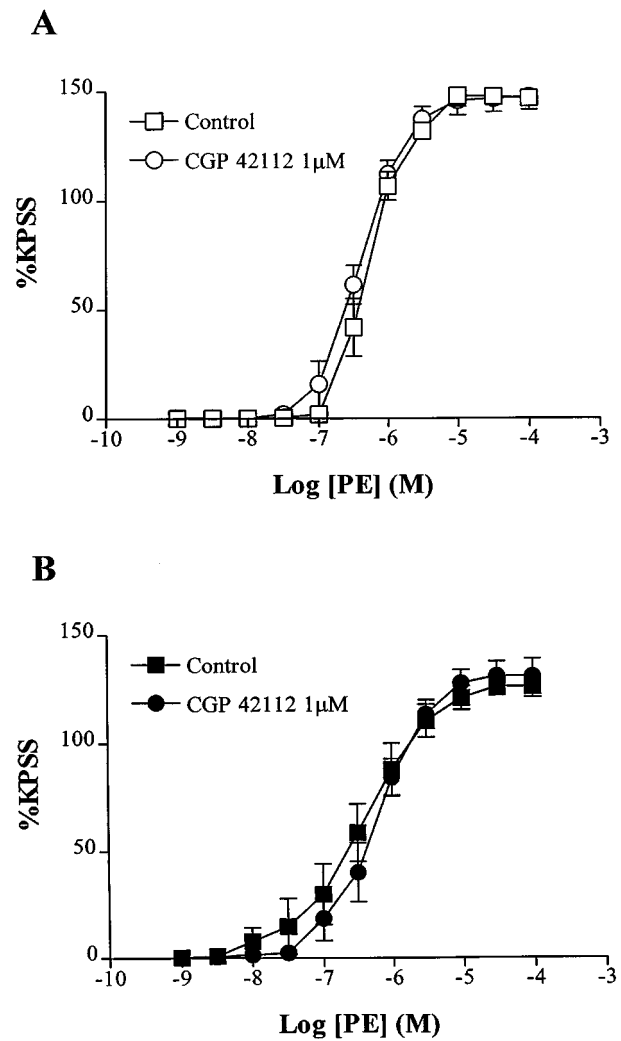 A
150
100
50
0
%KPSS
Control
CGP 42112 1μM
-10 -9 -8 -7 -6 -5 -4 -3
Log [PE] (M)
B
150
100
50
0
%KPSS
Control
CGP 42112 1μM
-10 -9 -8 -7 -6 -5 -4 -3
Log [PE] (M)